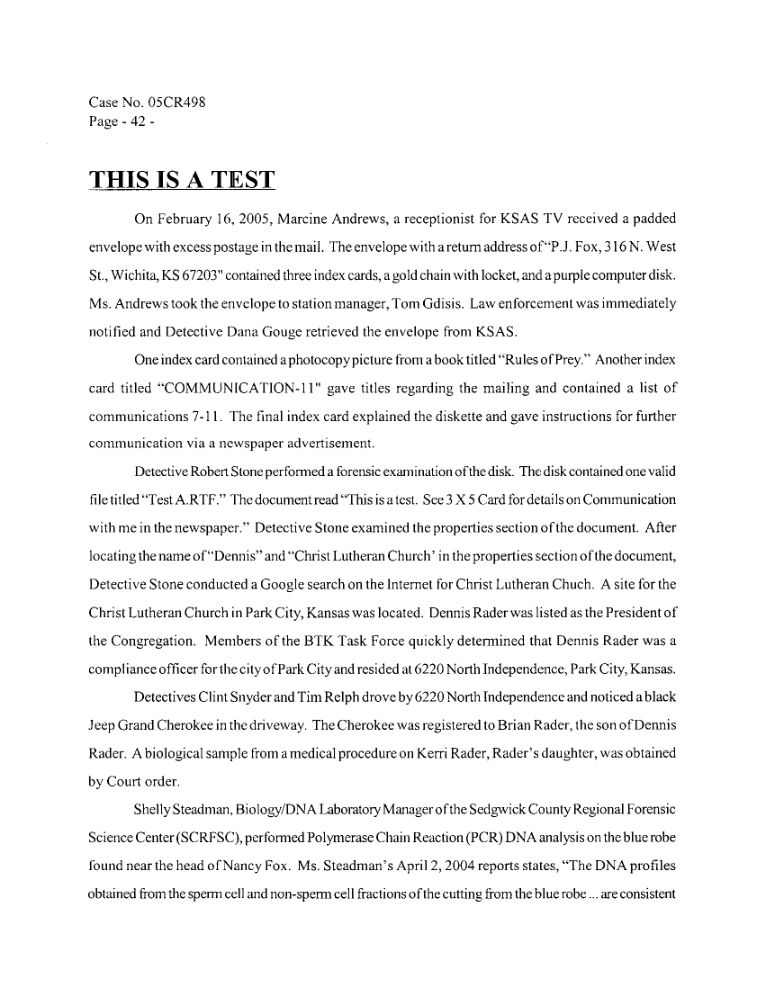 Case No. 05CR498
Page - 42 -
THIS IS A TEST
On February 16, 2005, Marcine Andrews, a receptionist for KSAS TV received a padded
envelope with excess postage in the mail. The envelope with a return address of "P.J. Fox, 316 N. West
St., Wichita, KS 67203" contained three index cards, a gold chain with locket, and a purple computer disk.
Ms. Andrews took the envelope to station manager, Tom Gdisis. Law enforcement was immediately
notified and Detective Dana Gouge retrieved the envelope from KSAS.
One index card contained a photocopy picture from a book titled "Rules of Prey." Another index
card titled "COMMUNICATION-11" gave titles regarding the mailing and contained a list of
communications 7-11. The final index card explained the diskette and gave instructions for further
communication via a newspaper advertisement.
Detective Robert Stone performed a forensic examination of the disk. The disk contained one valid
file titled "Test A.RTF." The document read "This is a test. See 3 X 5 Card for details on Communication
with me in the newspaper." Detective Stone examined the properties section of the document. After
locating the name of "Dennis" and "Christ Lutheran Church' in the properties section of the document,
Detective Stone conducted a Google search on the Internet for Christ Lutheran Chuch. A site for the
Christ Lutheran Church in Park City, Kansas was located. Dennis Rader was listed as the President of
the Congregation. Members of the BTK Task Force quickly determined that Dennis Rader was a
compliance officer for the city of Park City and resided at 6220 North Independence, Park City, Kansas.
Detectives Clint Snyder and Tim Relph drove by 6220 North Independence and noticed a black
Jeep Grand Cherokee in the driveway. The Cherokee was registered to Brian Rader, the son of Dennis
Rader. A biological sample from a medical procedure on Kerri Rader, Rader's daughter, was obtained
by Court order.
Shelly Steadman, Biology/DNA Laboratory Manager of the Sedgwick County Regional Forensic
Science Center (SCRFSC), performed Polymerase Chain Reaction (PCR) DNA analysis on the blue robe
found near the head of Nancy Fox. Ms. Steadman's April 2, 2004 reports states, "The DNA profiles
obtained from the sperm cell and non-sperm cell fractions of the cutting from the blue robe ... are consistent